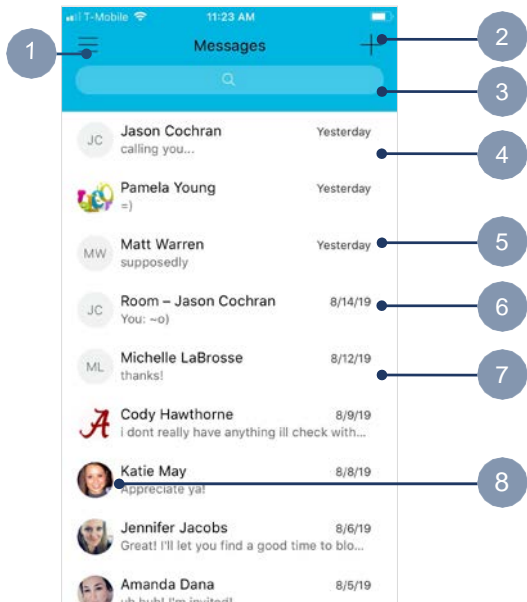 T-Mobile 11:23 AM
1
Messages
2
3
JC Jason Cochran Yesterday
calling you...
4
Pamela Young Yesterday
=)
MW Matt Warren Yesterday
supposedly
5
JC Room – Jason Cochran 8/14/19
You: ~o)
6
ML Michelle LaBrosse 8/12/19
thanks!
7
A Cody Hawthorne 8/9/19
i dont really have anything ill check with...
Katie May 8/8/19
Appreciate ya!
8
Jennifer Jacobs 8/6/19
Great! I'll let you find a good time to blo...
Amanda Dana 8/5/19
uh huh! I'm invited!